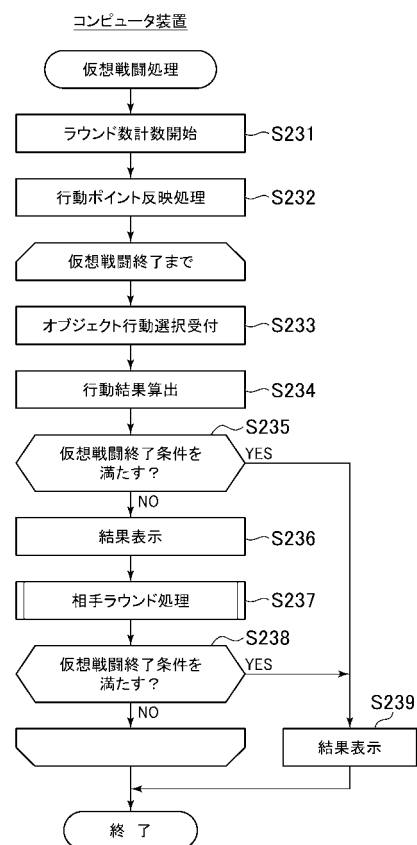 コンピュータ装置
仮想戦闘処理
ラウンド数計数開始
S231
行動ポイント反映処理
S232
仮想戦闘終了まで
オブジェクト行動選択受付
S233
行動結果算出
S234
S235
仮想戦闘終了条件を
満たす?
YES
NO
結果表示
S236
相手ラウンド処理
S237
S238
仮想戦闘終了条件を
満たす?
YES
NO
S239
結果表示
終 了